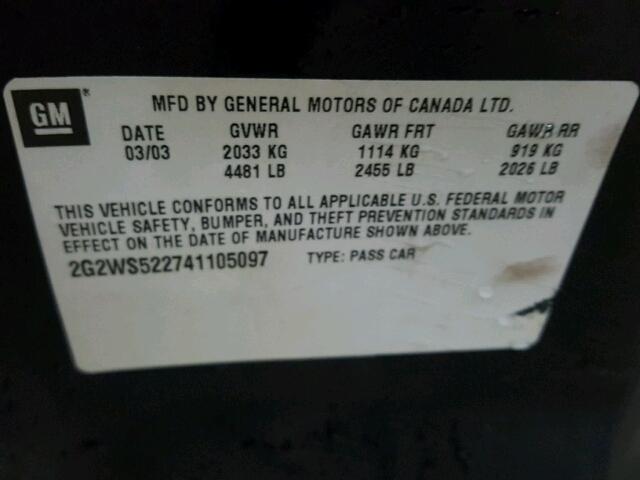 GM®
MFD BY GENERAL MOTORS OF CANADA LTD.
DATE GVWR GAWR FRT GAWR RR
03/03 2033 KG 1114 KG 919 KG
4481 LB 2455 LB 2026 LB
THIS VEHICLE CONFORMS TO ALL APPLICABLE U.S. FEDERAL MOTOR
VEHICLE SAFETY, BUMPER, AND THEFT PREVENTION STANDARDS IN
EFFECT ON THE DATE OF MANUFACTURE SHOWN ABOVE.
2G2WS522741105097 TYPE: PASS CAR